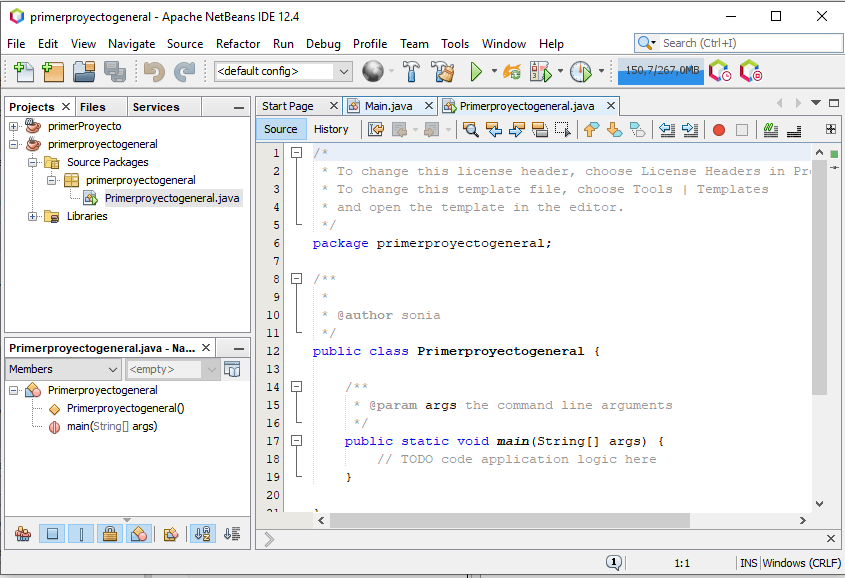 primerproyectogeneral - Apache NetBeans IDE 12.4
File Edit View Navigate Source Refactor Run Debug Profile Team Tools Window Help
Search (Ctrl+I)
<default config>
150,7/267,0MB
Projects Files Services
primerProyecto
primerproyectogeneral
Source Packages
primerproyectogeneral
Primerproyectogeneral.java
Libraries
Primerproyectogeneral.java - Na...
Members <empty>
Primerproyectogeneral
Primerproyectogeneral()
main(String[] args)
Start Page Main.java Primerproyectogeneral.java
Source History
1 /*
2 * To change this license header, choose License Headers in Pr
3 * To change this template file, choose Tools | Templates
4 * and open the template in the editor.
5 */
6 package primerproyectogeneral;
7
8 /**
9 *
10 * @author sonia
11 */
12 public class Primerproyectogeneral {
13
14 /**
15 * @param args the command line arguments
16 */
17 public static void main(String[] args) {
18 // TODO code application logic here
19 }
20
1:1 INS Windows (CRLF)